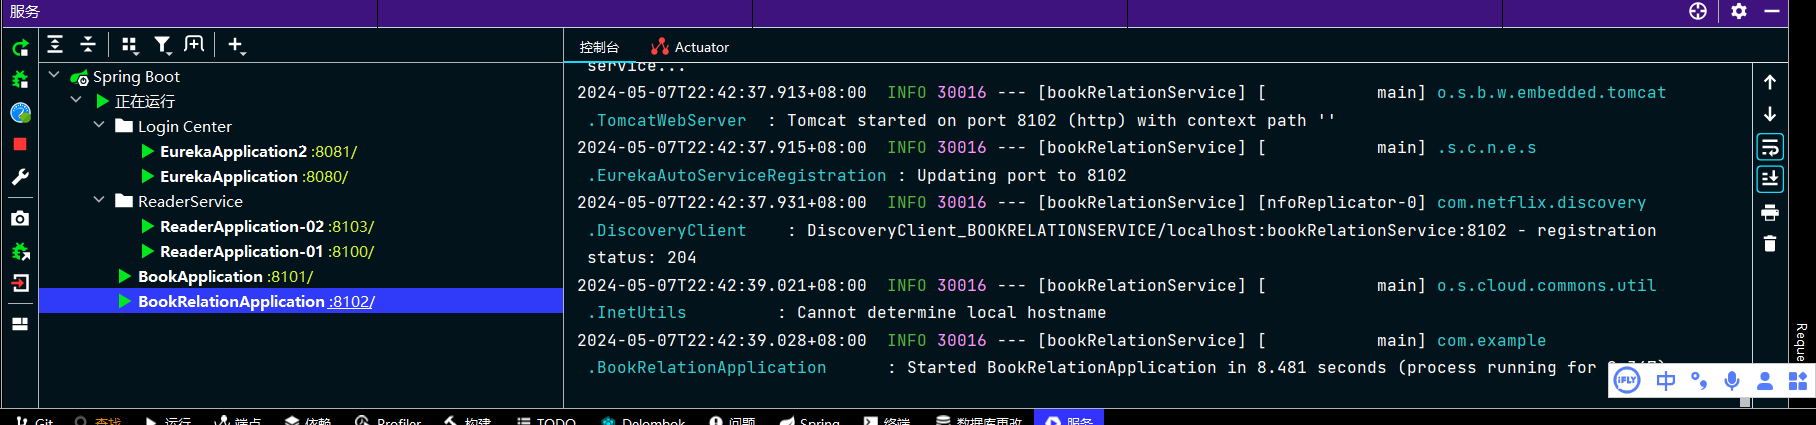 服务
控制台 Actuator
Spring Boot
正在运行
Login Center
EurekaApplication2 :8081/
EurekaApplication :8080/
ReaderService
ReaderApplication-02 :8103/
ReaderApplication-01 :8100/
BookApplication :8101/
BookRelationApplication :8102/
service...
2024-05-07T22:42:37.913+08:00  INFO 30016 --- [bookRelationService] [           main] o.s.b.w.embedded.tomcat
.TomcatWebServer  : Tomcat started on port 8102 (http) with context path ''
2024-05-07T22:42:37.915+08:00  INFO 30016 --- [bookRelationService] [           main] .s.c.n.e.s
.EurekaAutoServiceRegistration : Updating port to 8102
2024-05-07T22:42:37.931+08:00  INFO 30016 --- [bookRelationService] [nfoReplicator-0] com.netflix.discovery
.DiscoveryClient    : DiscoveryClient_BOOKRELATIONSERVICE/localhost:bookRelationService:8102 - registration
status: 204
2024-05-07T22:42:39.021+08:00  INFO 30016 --- [bookRelationService] [           main] o.s.cloud.commons.util
.InetUtils         : Cannot determine local hostname
2024-05-07T22:42:39.028+08:00  INFO 30016 --- [bookRelationService] [           main] com.example
.BookRelationApplication      : Started BookRelationApplication in 8.481 seconds (process running for
Reque
iFLY 中
Git 查找 运行 端点 依赖 Profiler 构建 TODO Delombok 问题 Spring 终端 数据库更改 服务